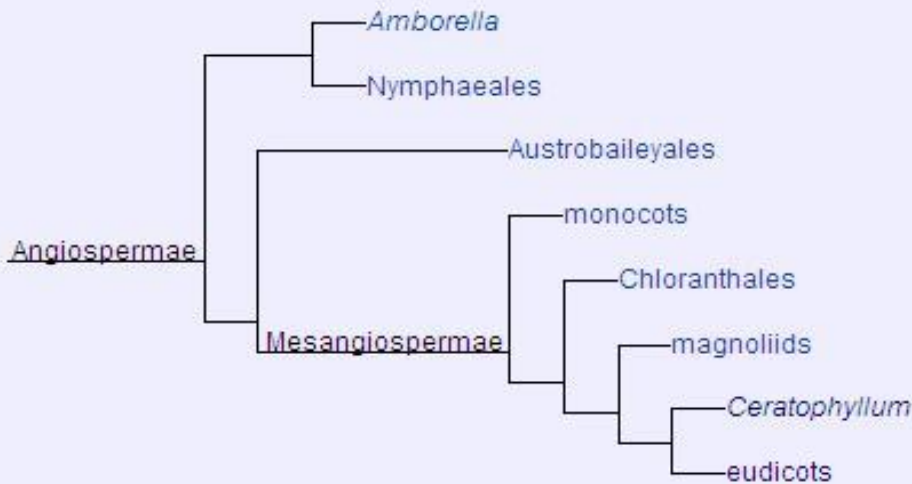 Amborella
Nymphaeales
Austrobaileyales
monocots
Angiospermae
Chloranthales
Mesangiospermae
magnoliids
Ceratophyllum
eudicots